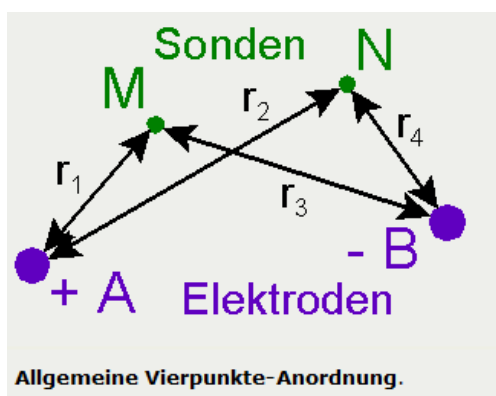 Sonden
M
N
r2
r1
r4
r3
- B
+ A
Elektroden
Allgemeine Vierpunkte-Anordnung.